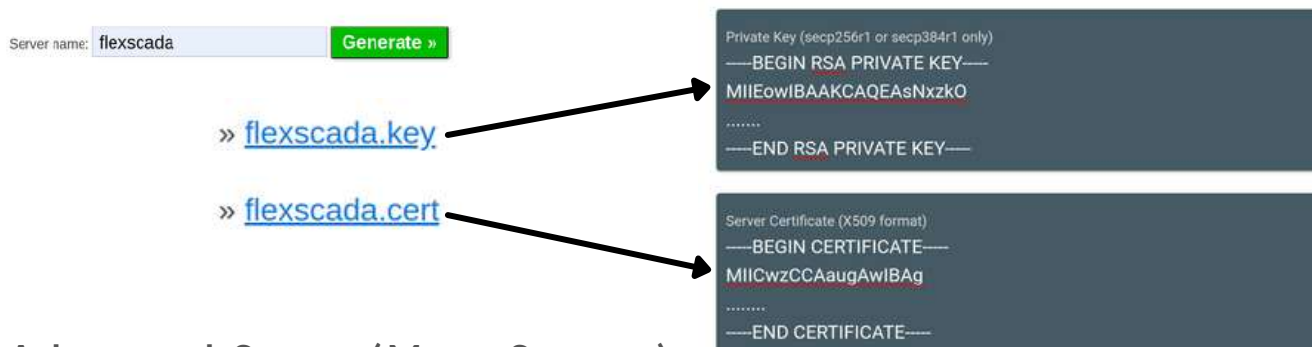 Server name: flexscada Generate »
» flexscada.key
» flexscada.cert
Private Key (secp256r1 or secp384r1 only)
-----BEGIN RSA PRIVATE KEY-----
MIIEowIBAAKCAQEAsNxzkO
.......
-----END RSA PRIVATE KEY-----
Server Certificate (X509 format)
-----BEGIN CERTIFICATE-----
MIICwzCCAaugAwIBAg
........
-----END CERTIFICATE-----